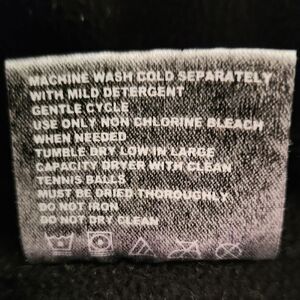 MACHINE WASH COLD SEPARATELY
WITH MILD DETERGENT
GENTLE CYCLE
USE ONLY NON CHLORINE BLEACH
WHEN NEEDED
TUMBLE DRY LOW IN LARGE
CAPACITY DRYER WITH CLEAN
TENNIS BALLS
MUST BE DRIED THOROUGHLY
DO NOT IRON
DO NOT DRY CLEAN